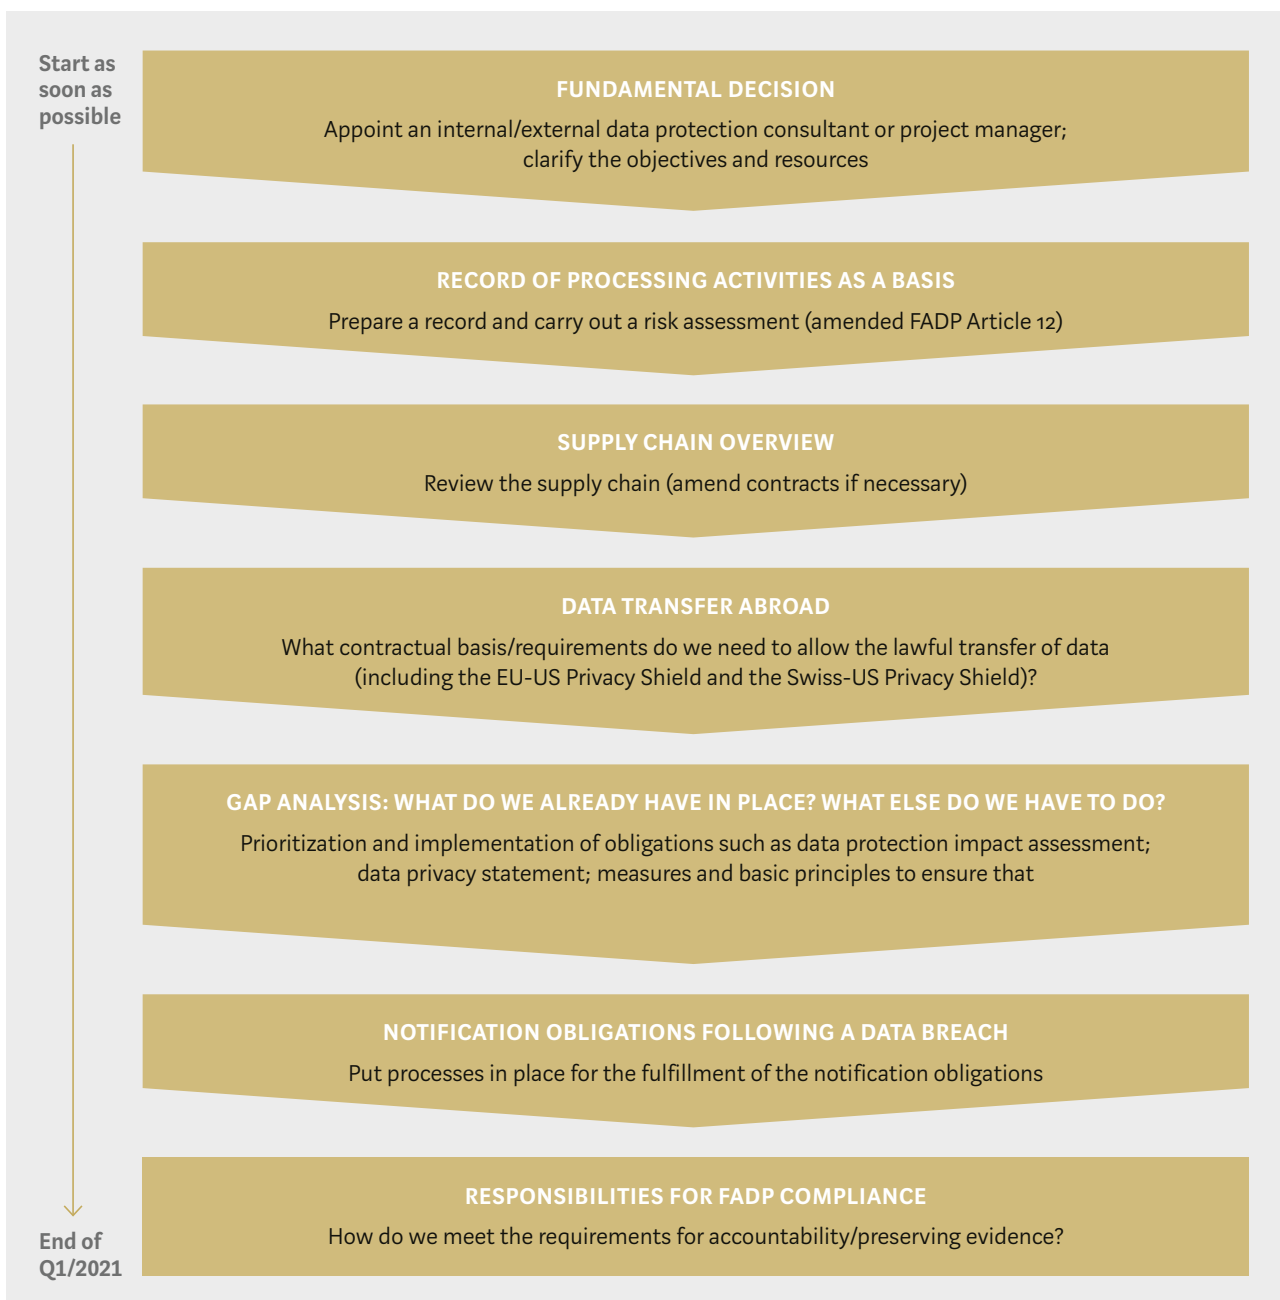 Start as
soon as
possible
FUNDAMENTAL DECISION
Appoint an internal/external data protection consultant or project manager;
clarify the objectives and resources
RECORD OF PROCESSING ACTIVITIES AS A BASIS
Prepare a record and carry out a risk assessment (amended FADP Article 12)
SUPPLY CHAIN OVERVIEW
Review the supply chain (amend contracts if necessary)
DATA TRANSFER ABROAD
What contractual basis/requirements do we need to allow the lawful transfer of data
(including the EU-US Privacy Shield and the Swiss-US Privacy Shield)?
GAP ANALYSIS: WHAT DO WE ALREADY HAVE IN PLACE? WHAT ELSE DO WE HAVE TO DO?
Prioritization and implementation of obligations such as data protection impact assessment;
data privacy statement; measures and basic principles to ensure that
NOTIFICATION OBLIGATIONS FOLLOWING A DATA BREACH
Put processes in place for the fulfillment of the notification obligations
RESPONSIBILITIES FOR FADP COMPLIANCE
How do we meet the requirements for accountability/preserving evidence?
End of
Q1/2021